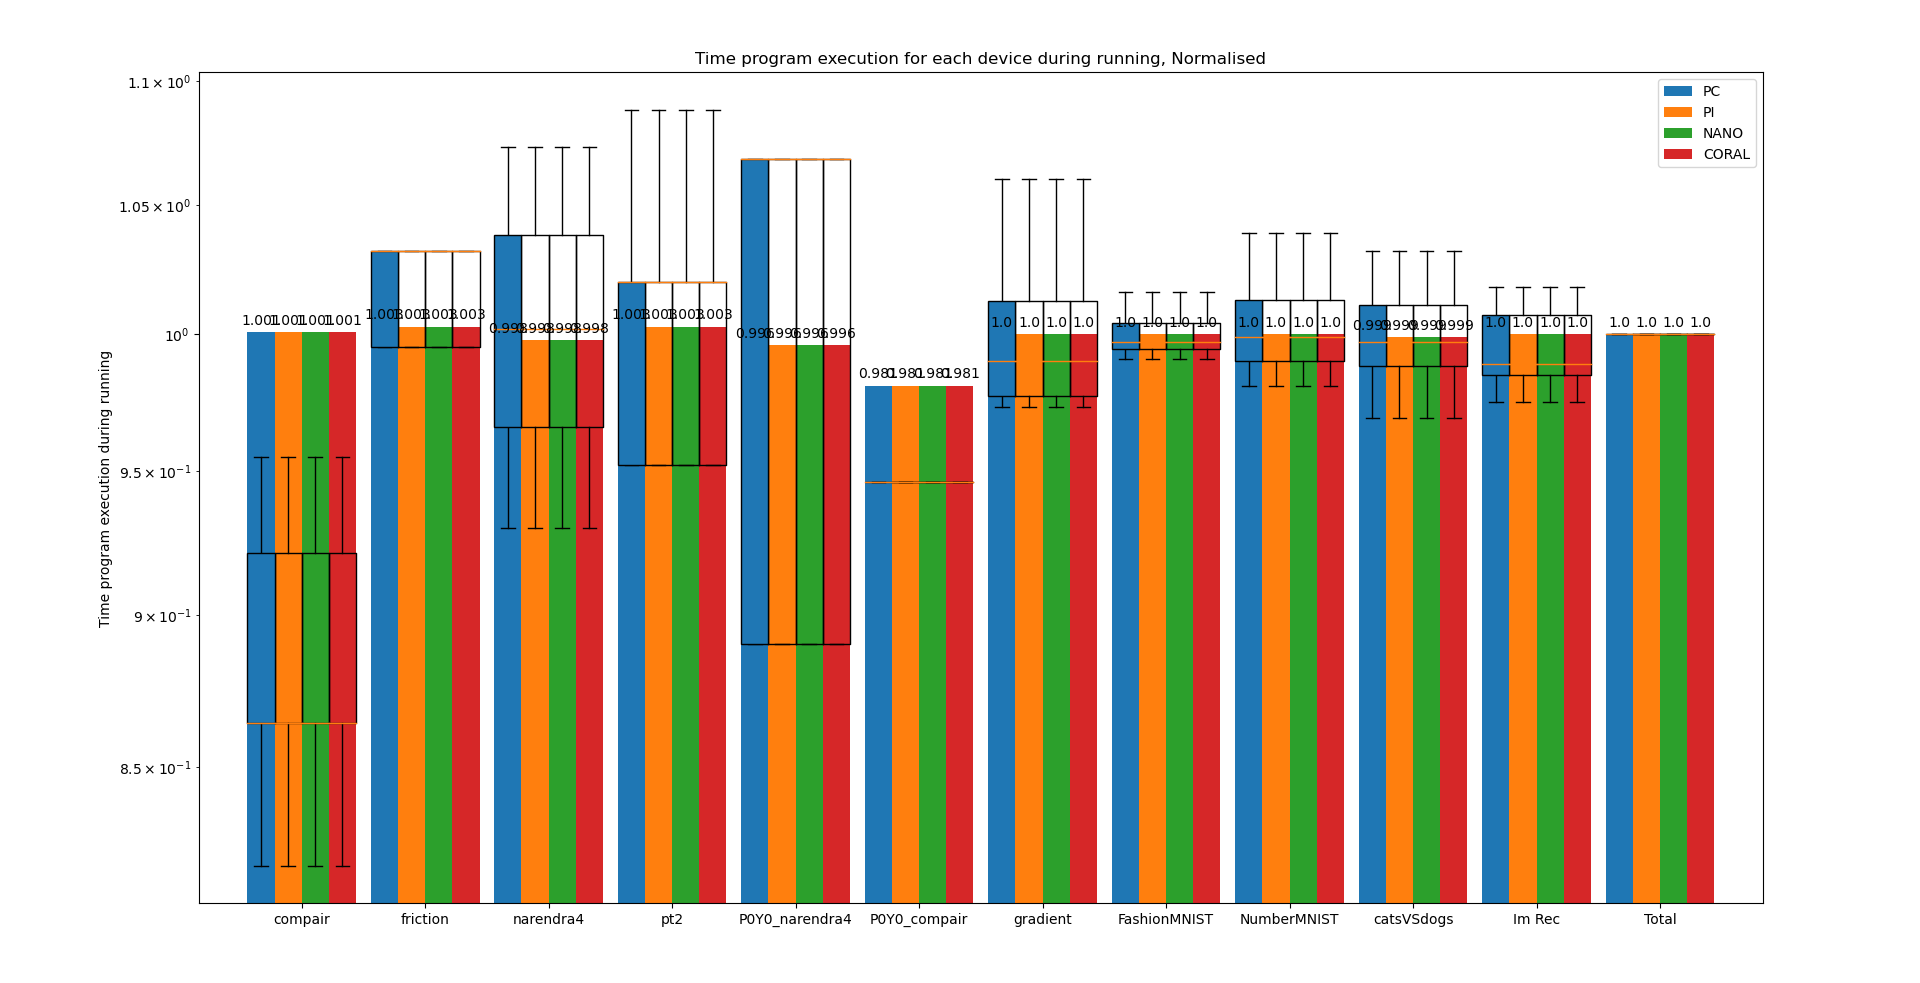 Time program execution for each device during running, Normalised
PC
PI
NANO
CORAL
Time program execution during running
1.1 × 10⁰
1.05 × 10⁰
10⁰
9.5 × 10⁻¹
9 × 10⁻¹
8.5 × 10⁻¹
1.001 1.001 1.001 1.001
1.003 1.003 1.003 1.003
0.998 0.998 0.998 0.998
1.003 1.003 1.003 1.003
0.996 0.996 0.996 0.996
0.981 0.981 0.981 0.981
1.0 1.0 1.0 1.0
1.0 1.0 1.0 1.0
1.0 1.0 1.0 1.0
0.999 0.999 0.999 0.999
1.0 1.0 1.0 1.0
1.0 1.0 1.0 1.0
compair friction narendra4 pt2 P0Y0_narendra4 P0Y0_compair gradient FashionMNIST NumberMNIST catsVSdogs Im Rec Total